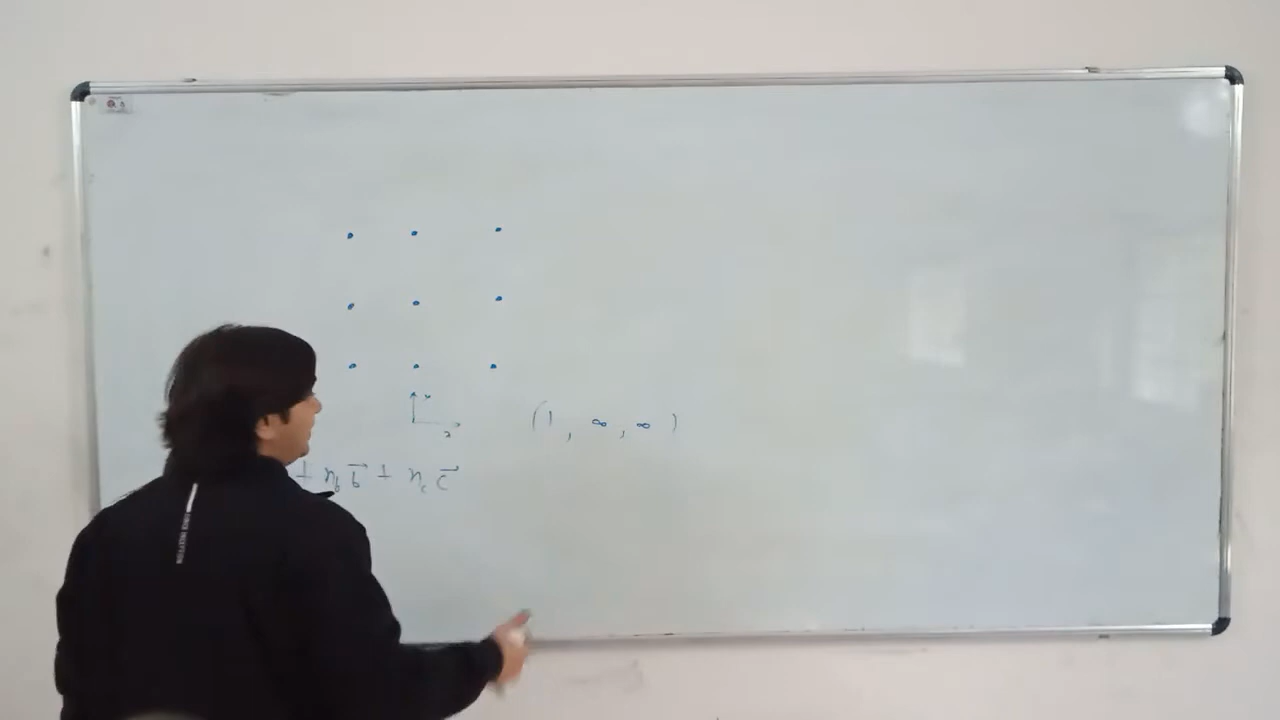 y
x
(1, ∞, ∞)
+ n_b b⃗ + n_c c⃗